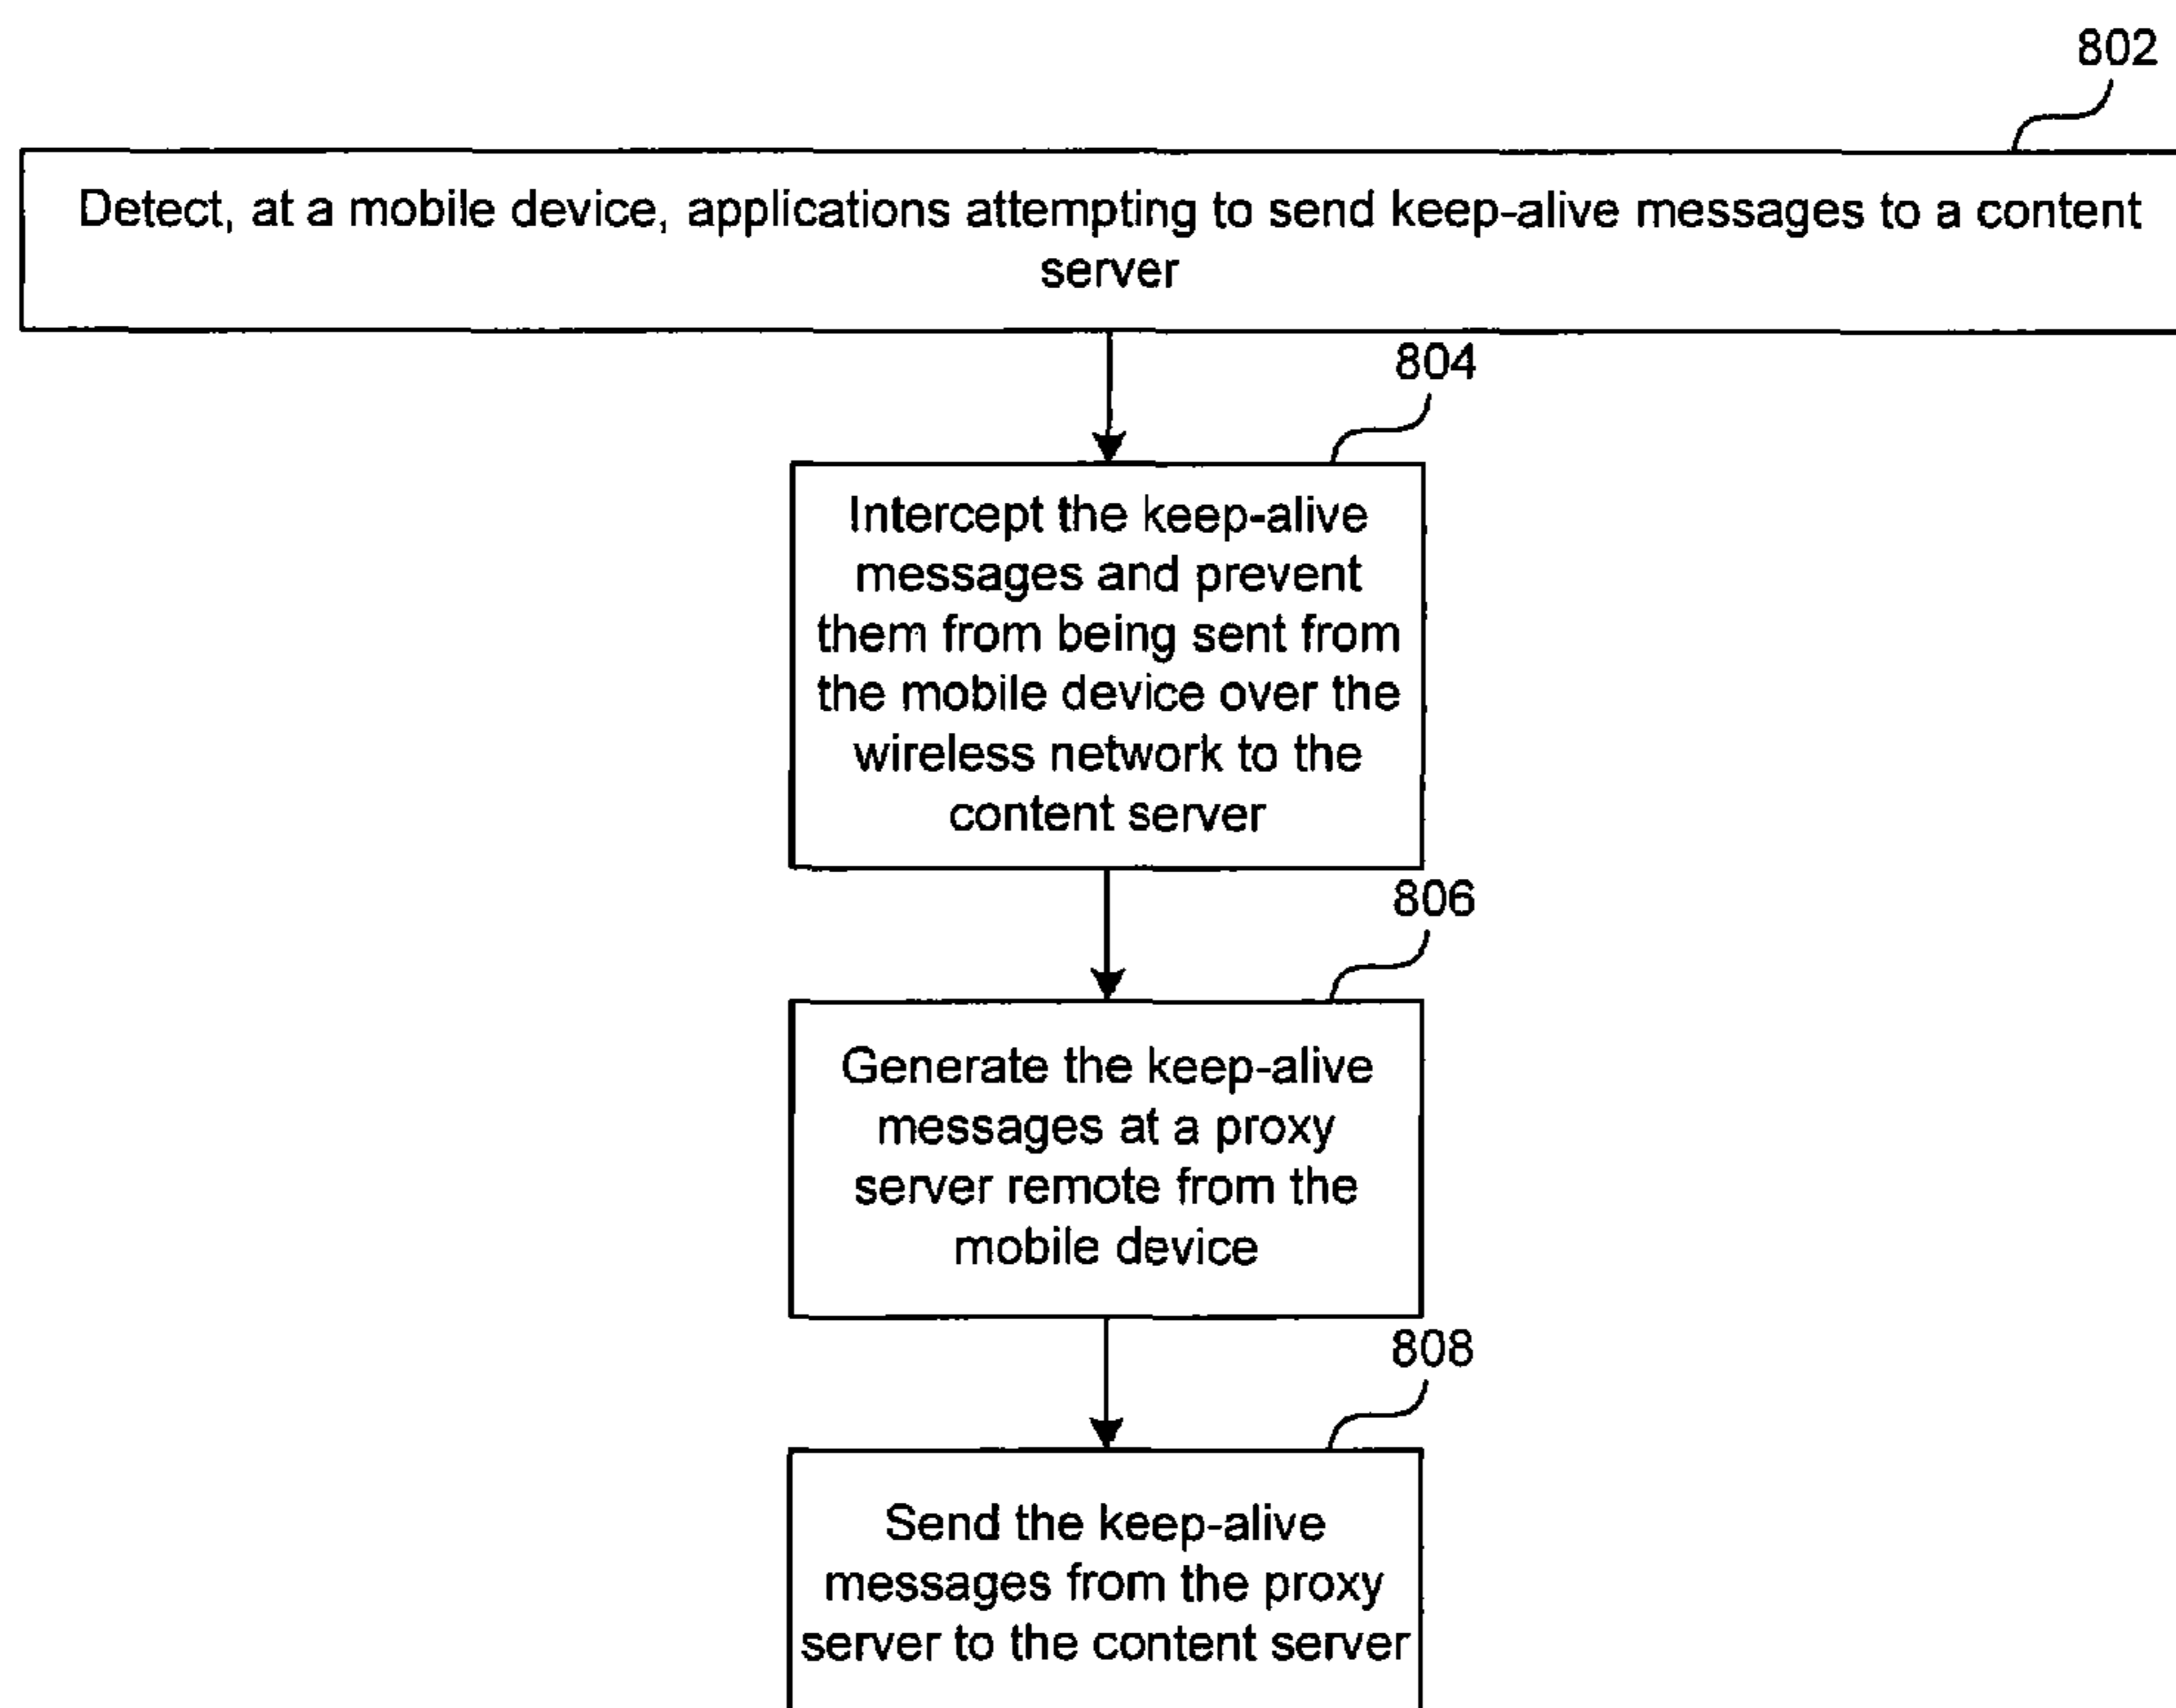 802
Detect, at a mobile device, applications attempting to send keep-alive messages to a content
server
804
Intercept the keep-alive
messages and prevent
them from being sent from
the mobile device over the
wireless network to the
content server
806
Generate the keep-alive
messages at a proxy
server remote from the
mobile device
808
Send the keep-alive
messages from the proxy
server to the content server